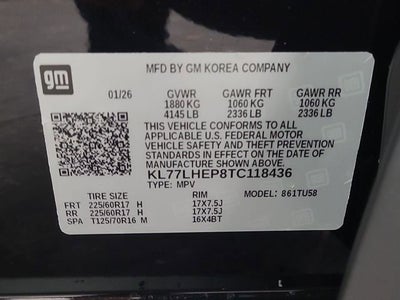 gm
MFD BY GM KOREA COMPANY
01/26 GVWR GAWR FRT GAWR RR
1880 KG 1060 KG 1060 KG
4145 LB 2336 LB 2336 LB
THIS VEHICLE CONFORMS TO ALL
APPLICABLE U.S. FEDERAL MOTOR
VEHICLE SAFETY AND THEFT PREVENTION
STANDARDS IN EFFECT ON THE DATE OF
MANUFACTURE SHOWN ABOVE.
KL77LHEP8TC118436
TYPE: MPV MODEL: 861TU58
TIRE SIZE RIM
FRT 225/60R17 H 17X7.5J
RR 225/60R17 H 17X7.5J
SPA T125/70R16 M 16X4BT